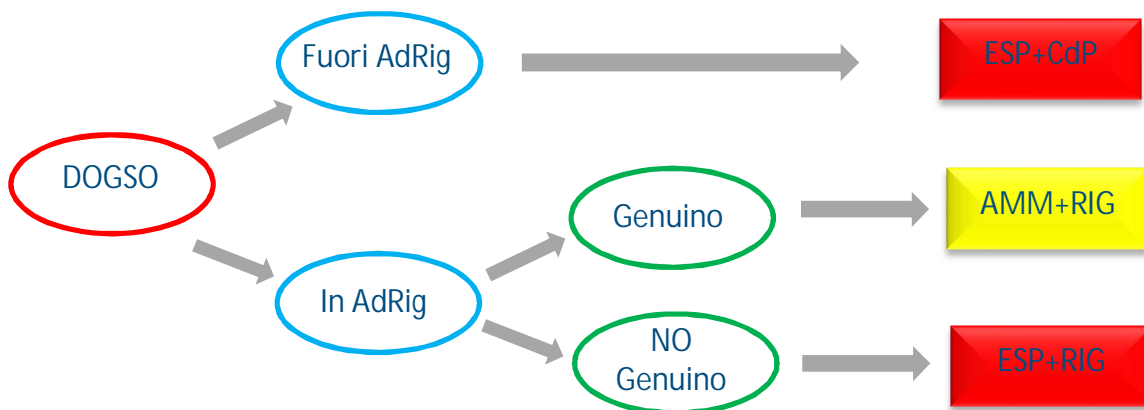 Fuori AdRig
ESP+CdP
DOGSO
Genuino
AMM+RIG
In AdRig
NO
Genuino
ESP+RIG